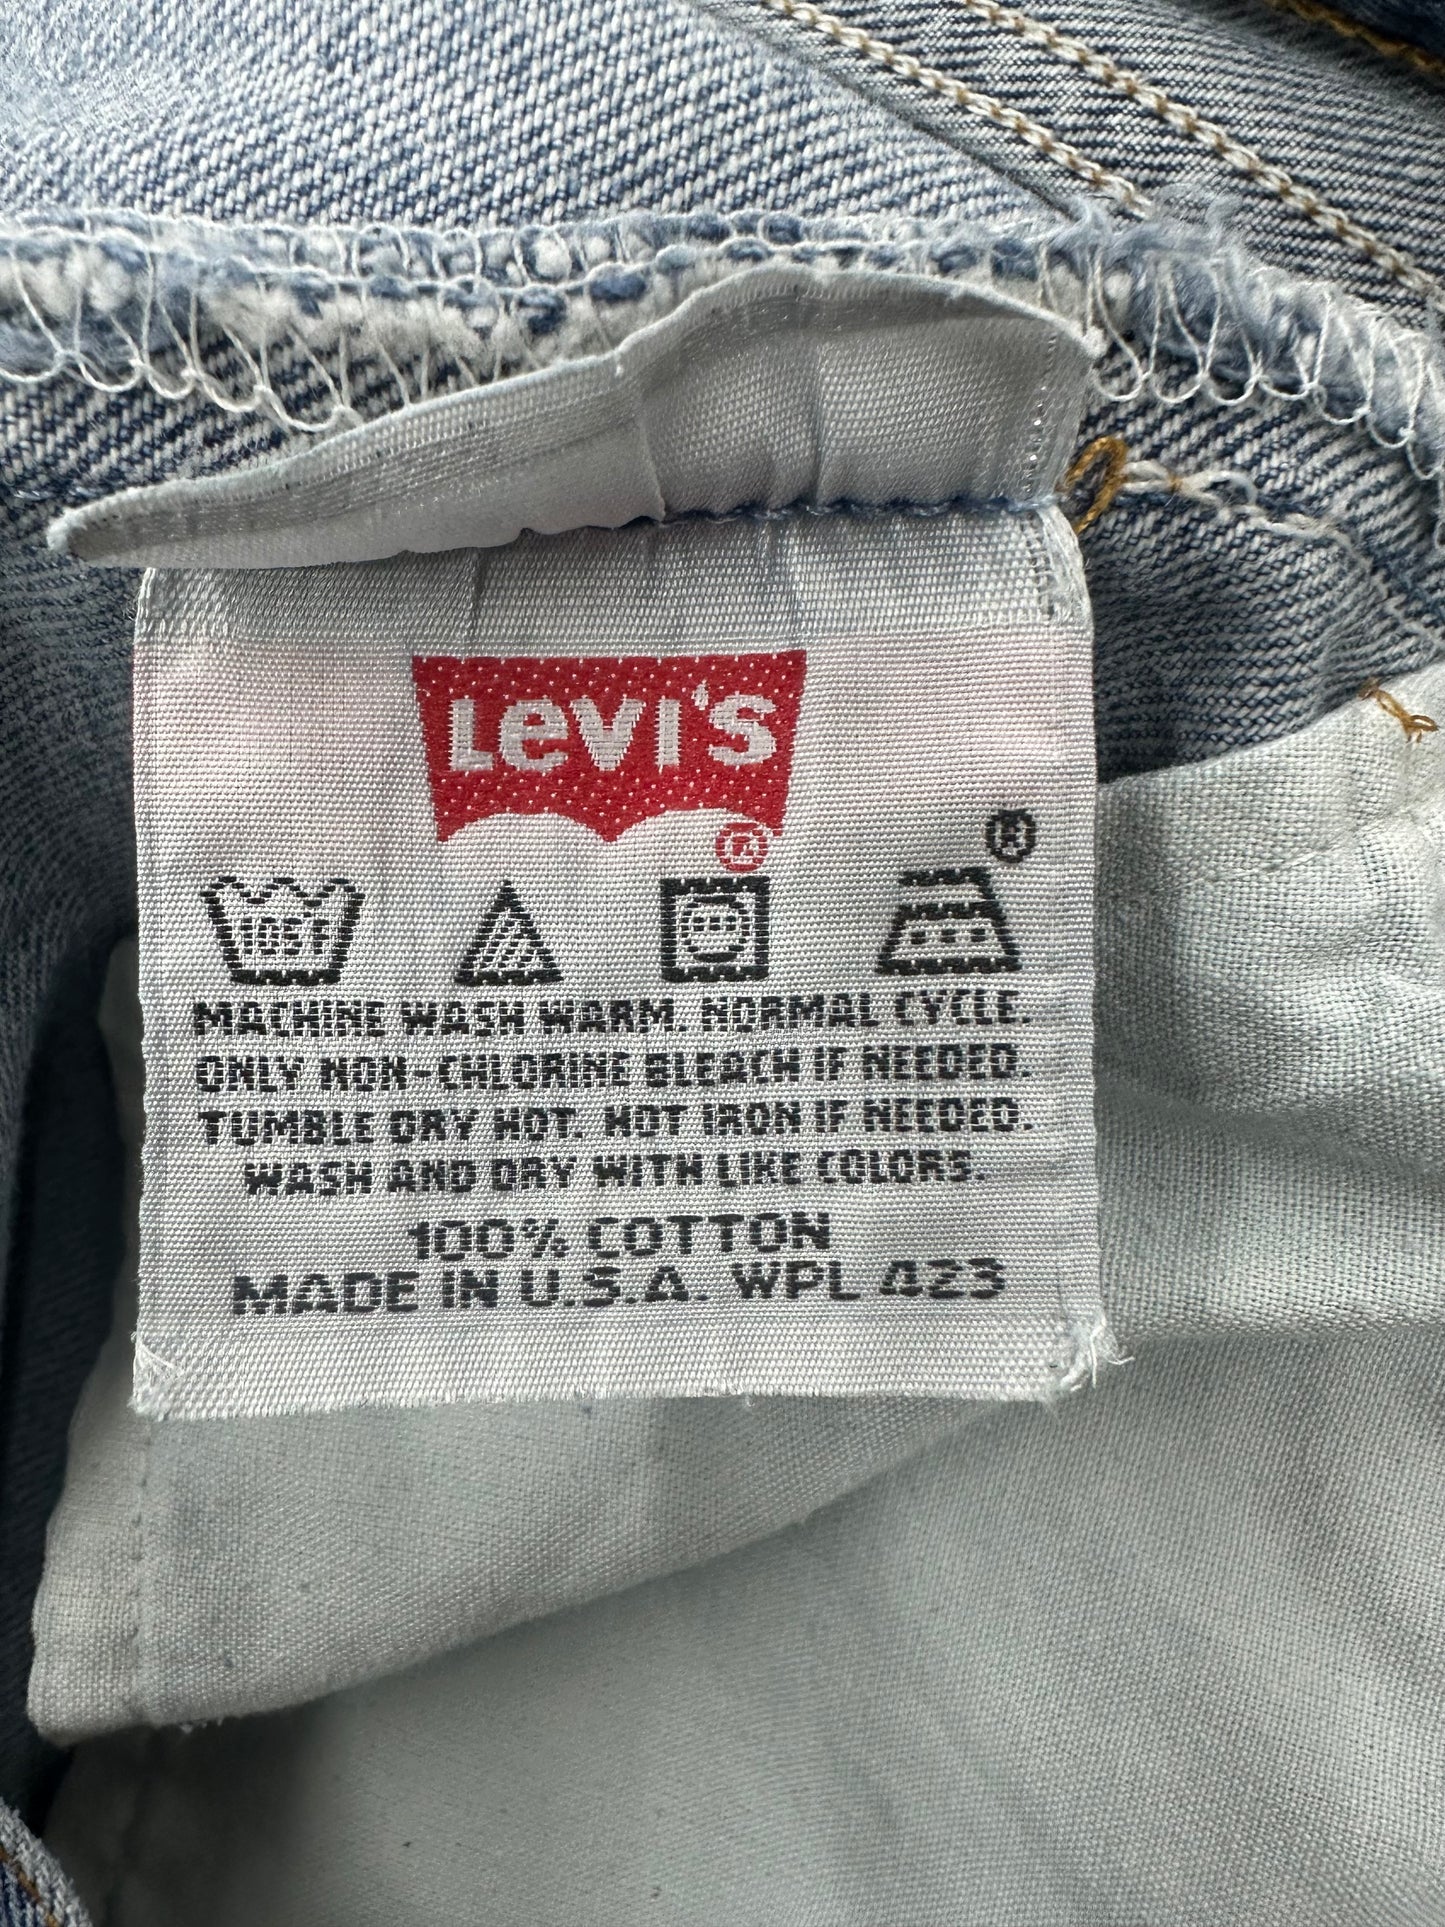 Levi's
®
®
105F
MACHINE WASH WARM. NORMAL CYCLE.
ONLY NON-CHLORINE BLEACH IF NEEDED.
TUMBLE DRY HOT. HOT IRON IF NEEDED.
WASH AND DRY WITH LIKE COLORS.
100% COTTON
MADE IN U.S.A. WPL 423